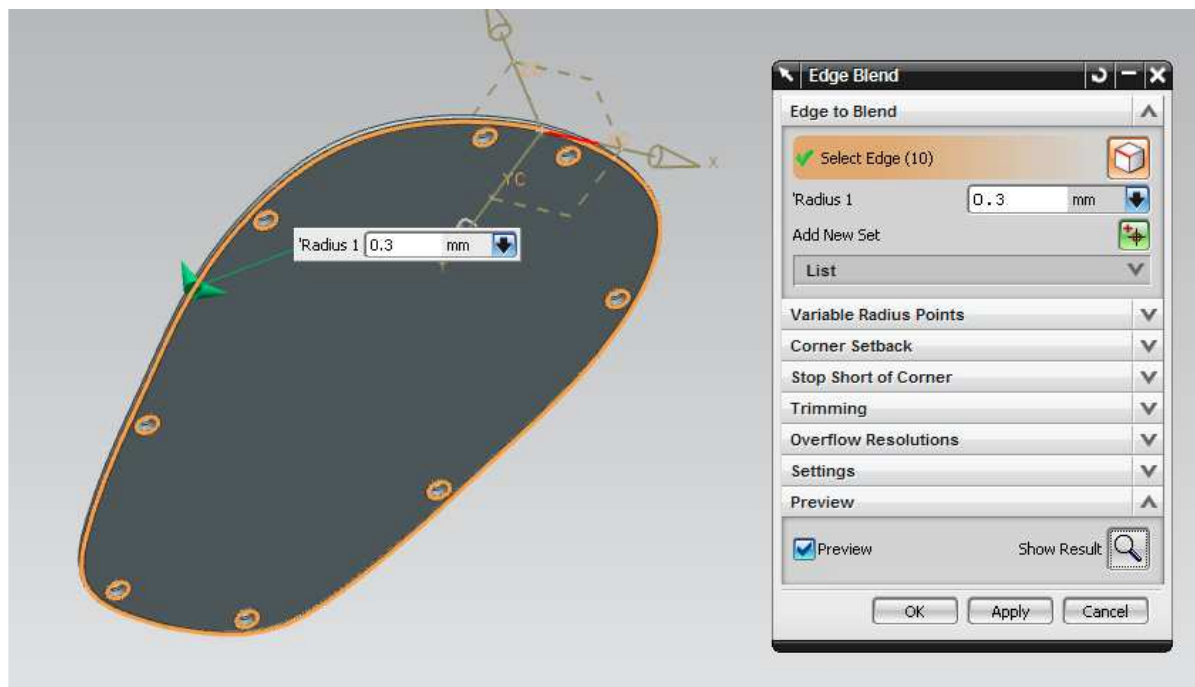 Edge Blend
Edge to Blend
Select Edge (10)
'Radius 1 0.3 mm
Add New Set
List
Variable Radius Points
Corner Setback
Stop Short of Corner
Trimming
Overflow Resolutions
Settings
Preview
Preview Show Result
OK Apply Cancel
'Radius 1 0.3 mm
X
YC